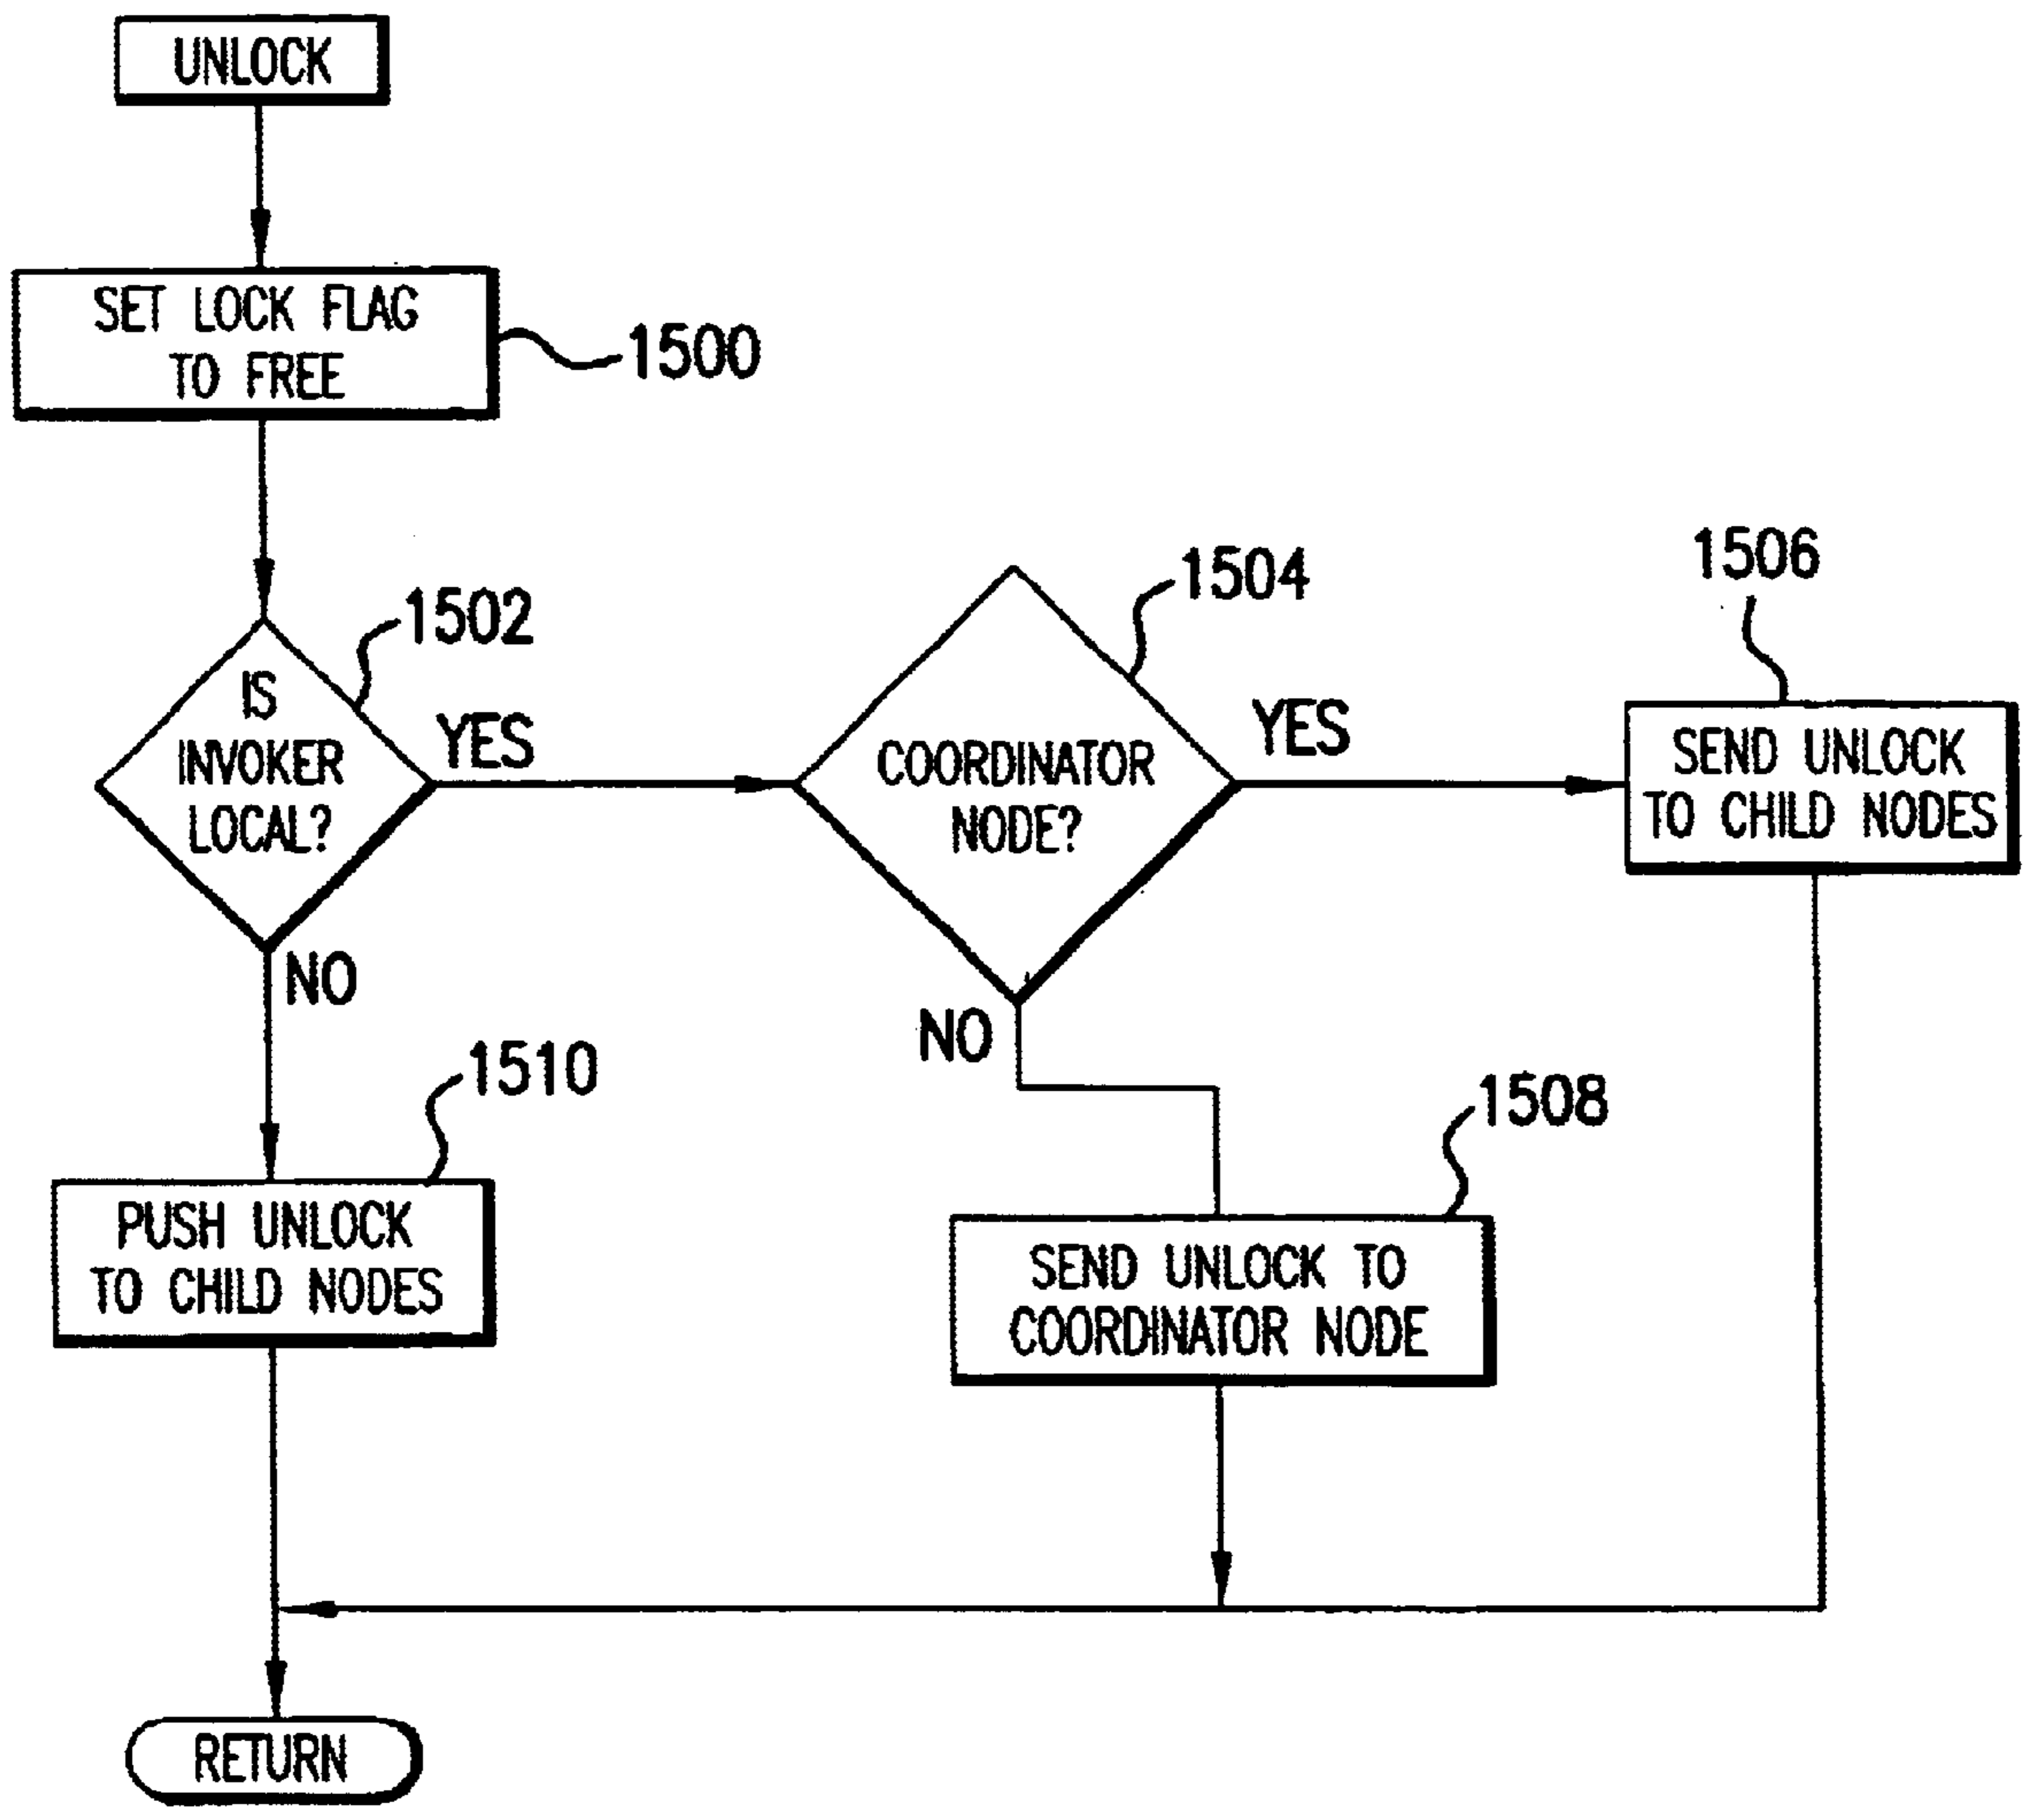 UNLOCK
SET LOCK FLAG
TO FREE
1500
1502
IS
INVOKER
LOCAL?
YES
NO
1504
COORDINATOR
NODE?
YES
NO
1506
SEND UNLOCK
TO CHILD NODES
1510
PUSH UNLOCK
TO CHILD NODES
1508
SEND UNLOCK TO
COORDINATOR NODE
RETURN